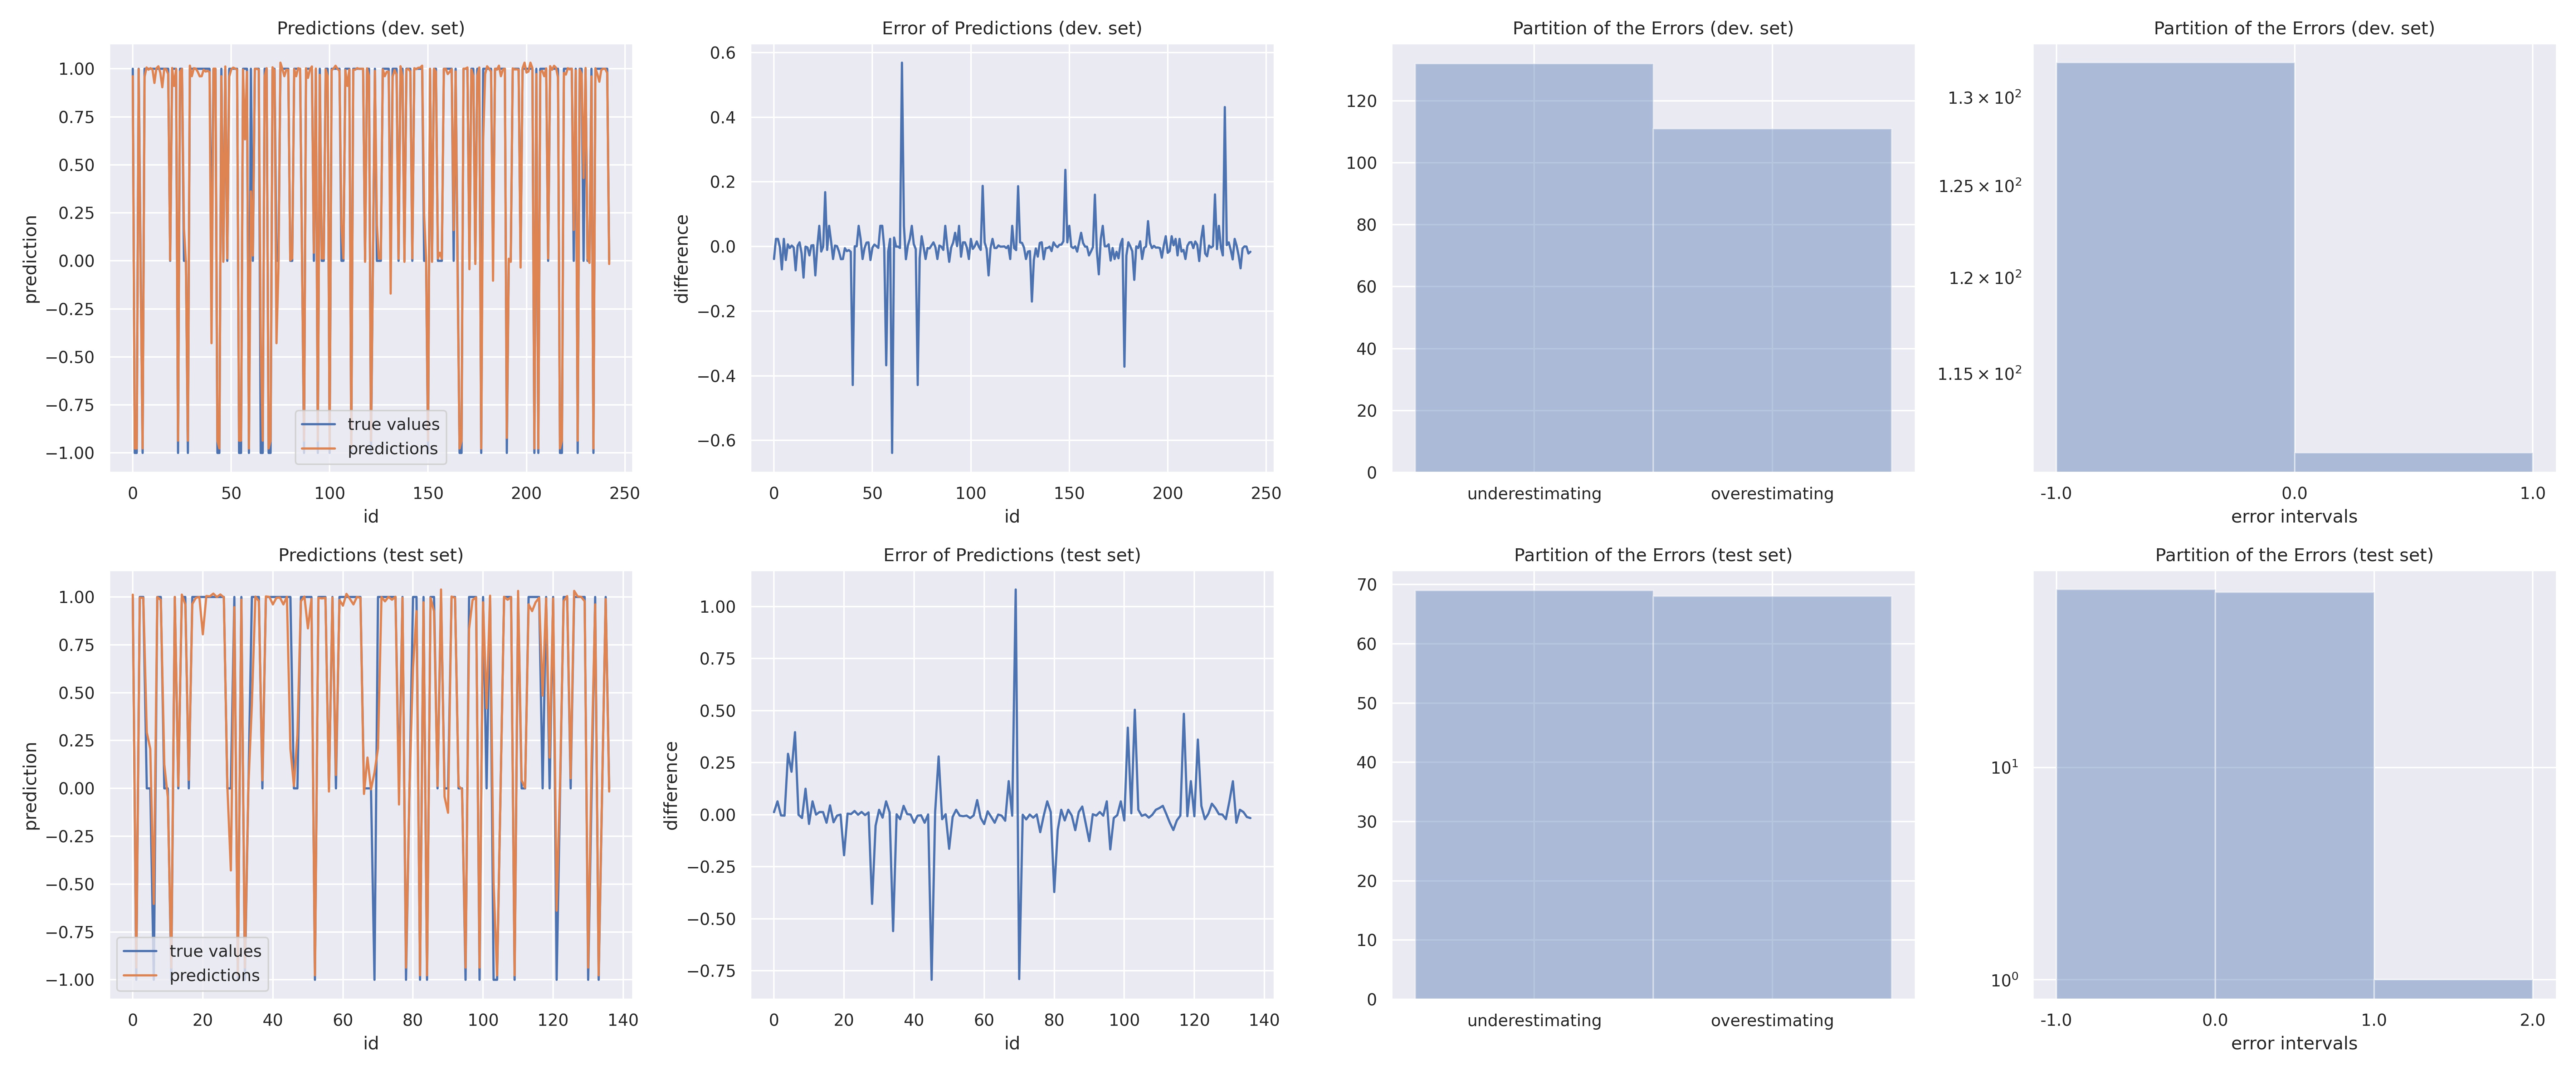 Predictions (dev. set)
prediction
1.00
0.75
0.50
0.25
0.00
−0.25
−0.50
−0.75
−1.00
true values
predictions
0 50 100 150 200 250
id
Error of Predictions (dev. set)
difference
0.6
0.4
0.2
0.0
−0.2
−0.4
−0.6
0 50 100 150 200 250
id
Partition of the Errors (dev. set)
120
100
80
60
40
20
0
underestimating overestimating
Partition of the Errors (dev. set)
1.3 × 10²
1.25 × 10²
1.2 × 10²
1.15 × 10²
-1.0 0.0 1.0
error intervals
Predictions (test set)
prediction
1.00
0.75
0.50
0.25
0.00
−0.25
−0.50
−0.75
−1.00
true values
predictions
0 20 40 60 80 100 120 140
id
Error of Predictions (test set)
difference
1.00
0.75
0.50
0.25
0.00
−0.25
−0.50
−0.75
0 20 40 60 80 100 120 140
id
Partition of the Errors (test set)
70
60
50
40
30
20
10
0
underestimating overestimating
Partition of the Errors (test set)
10¹
10⁰
-1.0 0.0 1.0 2.0
error intervals